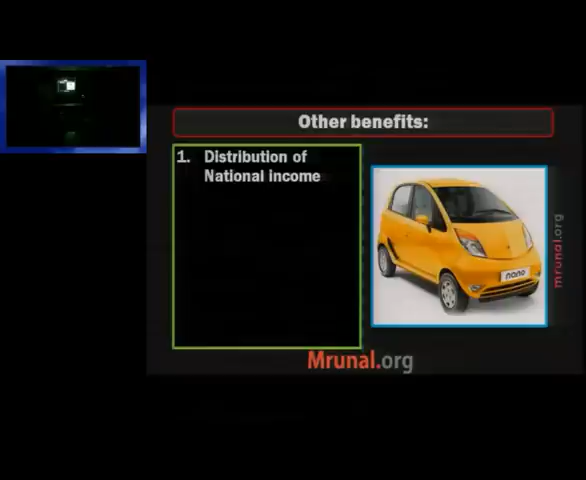 Other benefits:
1. Distribution of
National income
nano
mrunal.org
Mrunal.org